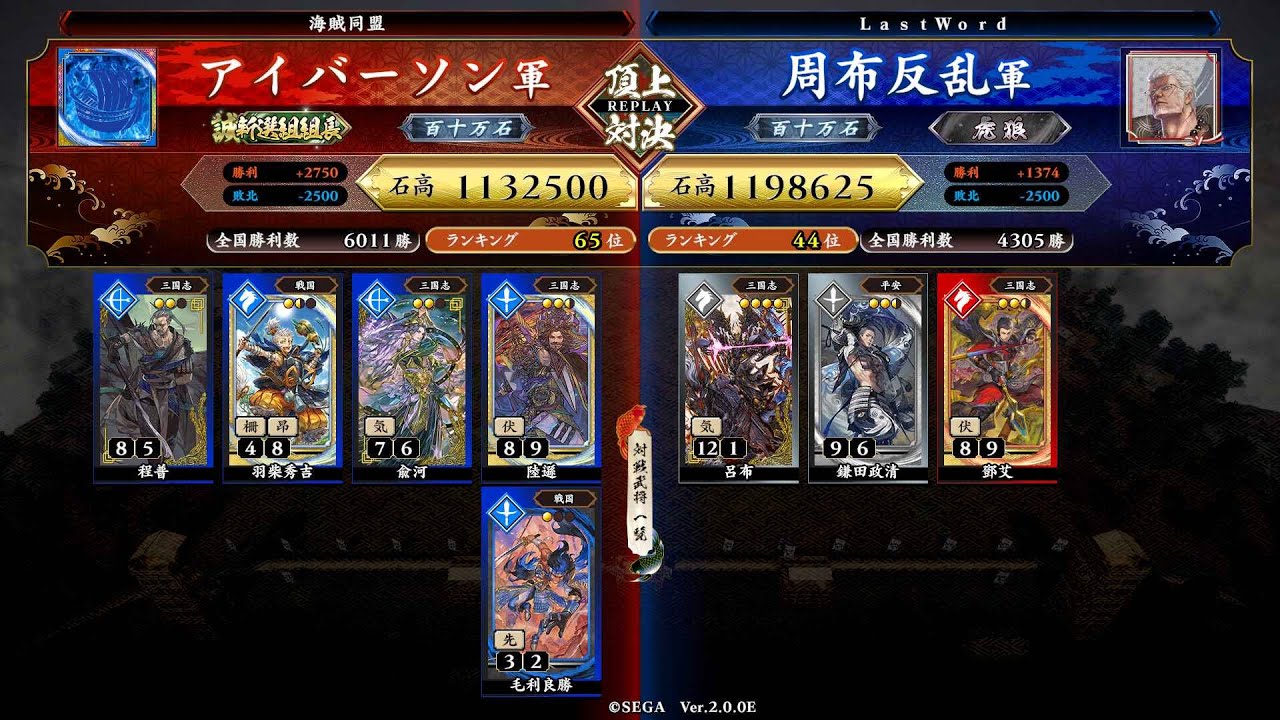 海賊同盟
LastWord
アイバーソン軍
頂上
REPLAY
対決
周布反乱軍
誠新選組組長
百十万石
百十万石
勝利 +2750
敗北 -2500
石高 1132500
石高 1198625
勝利 +1374
敗北 -2500
全国勝利数 6011勝
ランキング 65位
ランキング 44位
全国勝利数 4305勝
三国志
8 5
程普
戦国
柵 昂
4 8
羽柴秀吉
三国志
気
7 6
兪河
三国志
伏
8 9
陸遜
戦国
先
3 2
毛利良勝
対戦武将一覧
三国志
気
12 1
呂布
平安
9 6
鎌田政清
三国志
伏
8 9
鄧艾
©SEGA Ver.2.0.0E